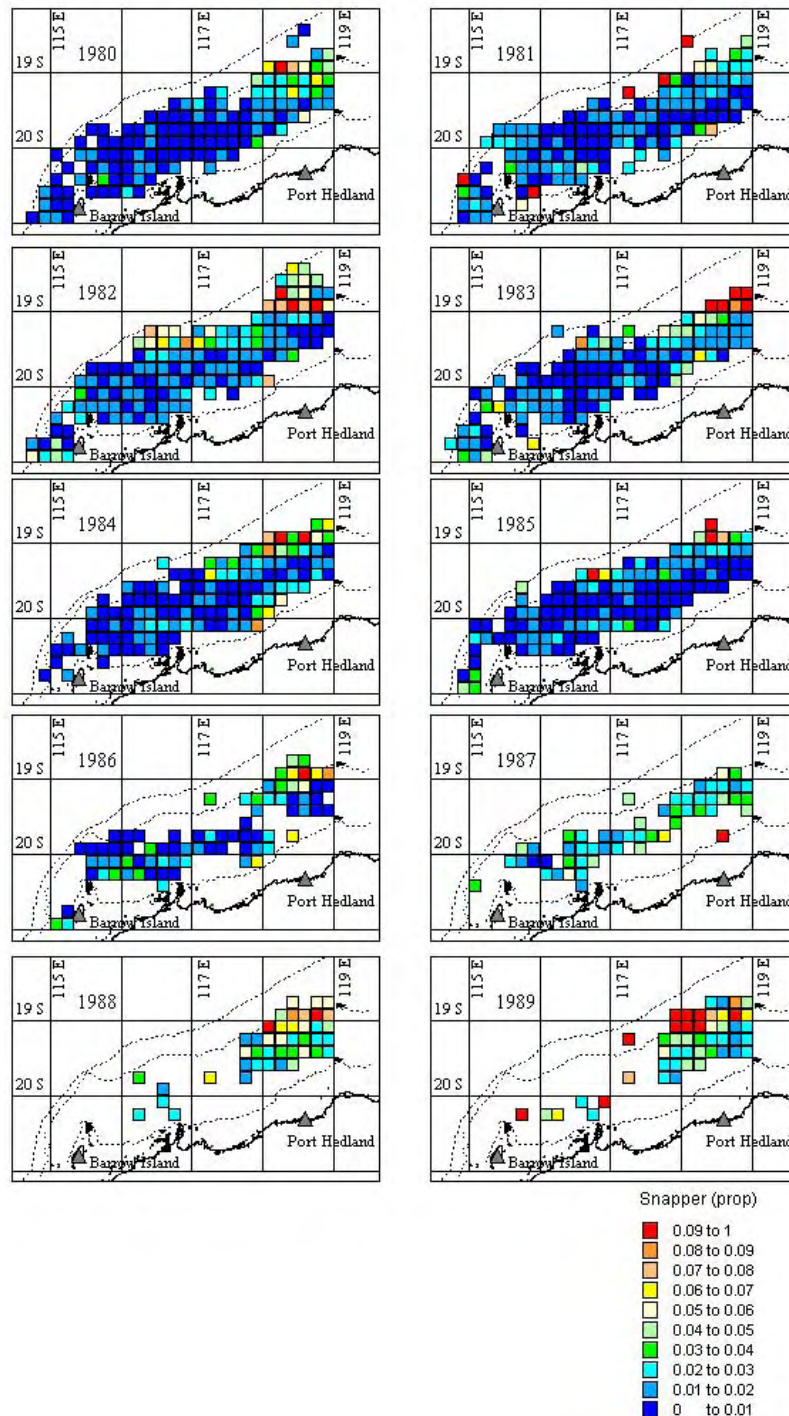 115 E
117 E
119 E
19 S
1980
20 S
Port Hedland
Barrow Island
115 E
117 E
119 E
19 S
1981
20 S
Port Hedland
Barrow Island
115 E
117 E
119 E
19 S
1982
20 S
Port Hedland
Barrow Island
115 E
117 E
119 E
19 S
1983
20 S
Port Hedland
Barrow Island
115 E
117 E
119 E
19 S
1984
20 S
Port Hedland
Barrow Island
115 E
117 E
119 E
19 S
1985
20 S
Port Hedland
Barrow Island
115 E
117 E
119 E
19 S
1986
20 S
Port Hedland
Barrow Island
115 E
117 E
119 E
19 S
1987
20 S
Port Hedland
Barrow Island
115 E
117 E
119 E
19 S
1988
20 S
Port Hedland
Barrow Island
115 E
117 E
119 E
19 S
1989
20 S
Port Hedland
Barrow Island
Snapper (prop)
0.09 to 1
0.08 to 0.09
0.07 to 0.08
0.06 to 0.07
0.05 to 0.06
0.04 to 0.05
0.03 to 0.04
0.02 to 0.03
0.01 to 0.02
0 to 0.01